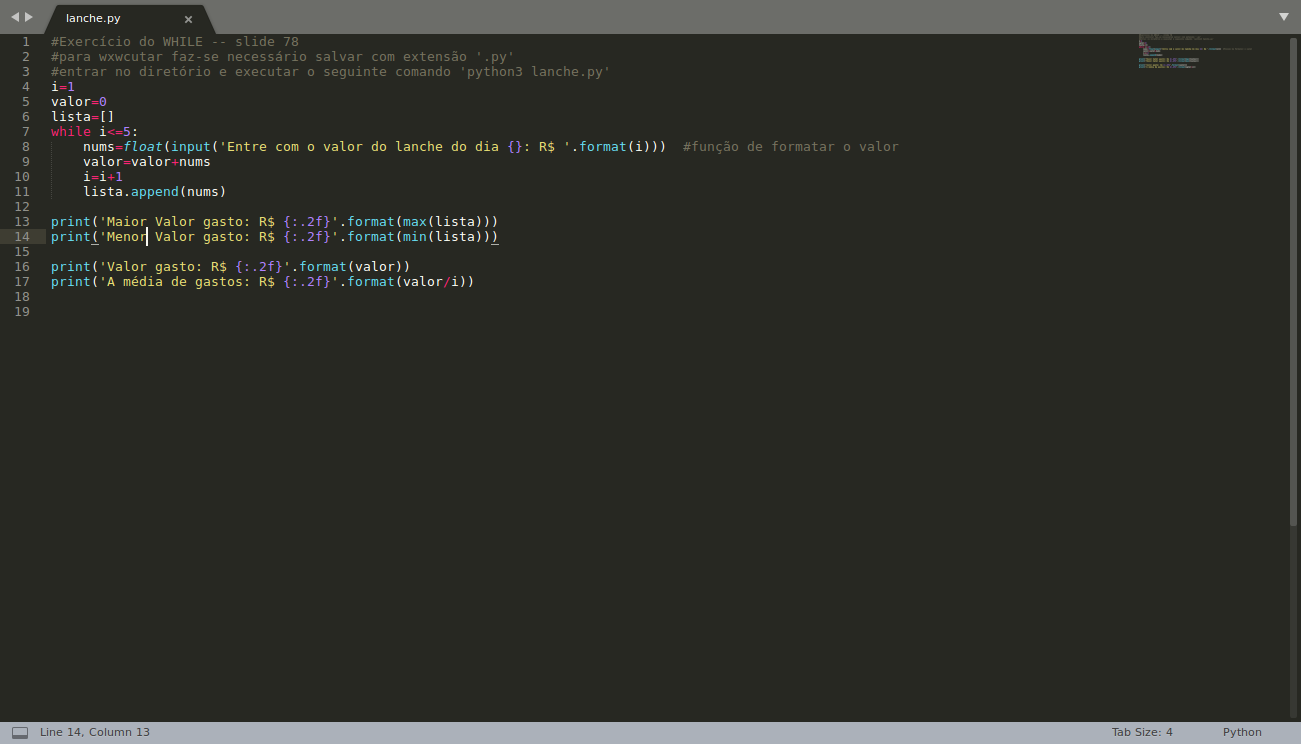 lanche.py ×
1 #Exercício do WHILE -- slide 78
2 #para wxwcutar faz-se necessário salvar com extensão '.py'
3 #entrar no diretório e executar o seguinte comando 'python3 lanche.py'
4 i=1
5 valor=0
6 lista=[]
7 while i<=5:
8     nums=float(input('Entre com o valor do lanche do dia {}: R$ '.format(i)))  #função de formatar o valor
9     valor=valor+nums
10     i=i+1
11     lista.append(nums)
12
13 print('Maior Valor gasto: R$ {:.2f}'.format(max(lista)))
14 print('Menor Valor gasto: R$ {:.2f}'.format(min(lista)))
15
16 print('Valor gasto: R$ {:.2f}'.format(valor))
17 print('A média de gastos: R$ {:.2f}'.format(valor/i))
18
19
Line 14, Column 13 Tab Size: 4 Python